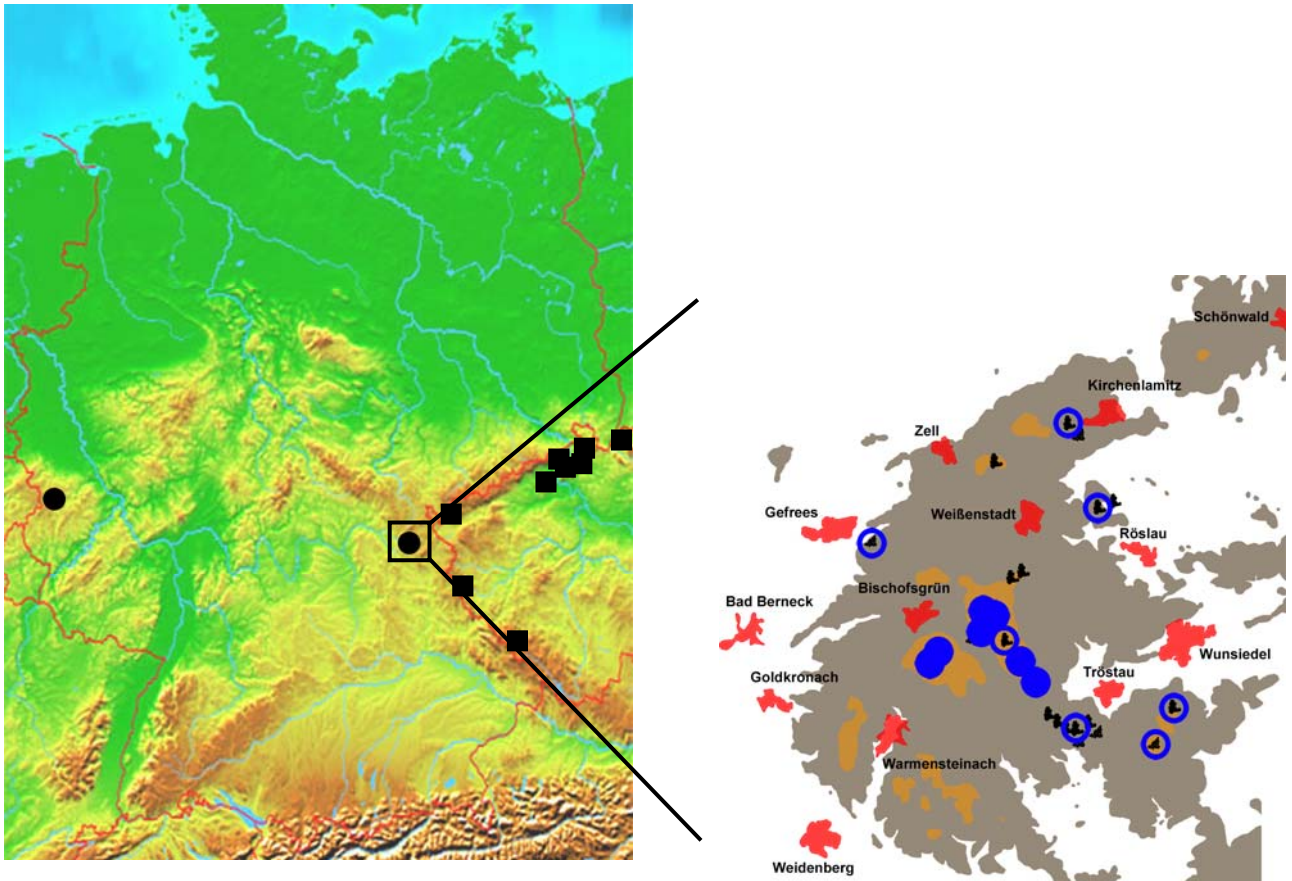 Schönwald
Kirchenlamitz
Zell
Gefrees
Weißenstadt
Röslau
Bischofsgrün
Bad Berneck
Wunsiedel
Goldkronach
Tröstau
Warmensteinach
Weidenberg